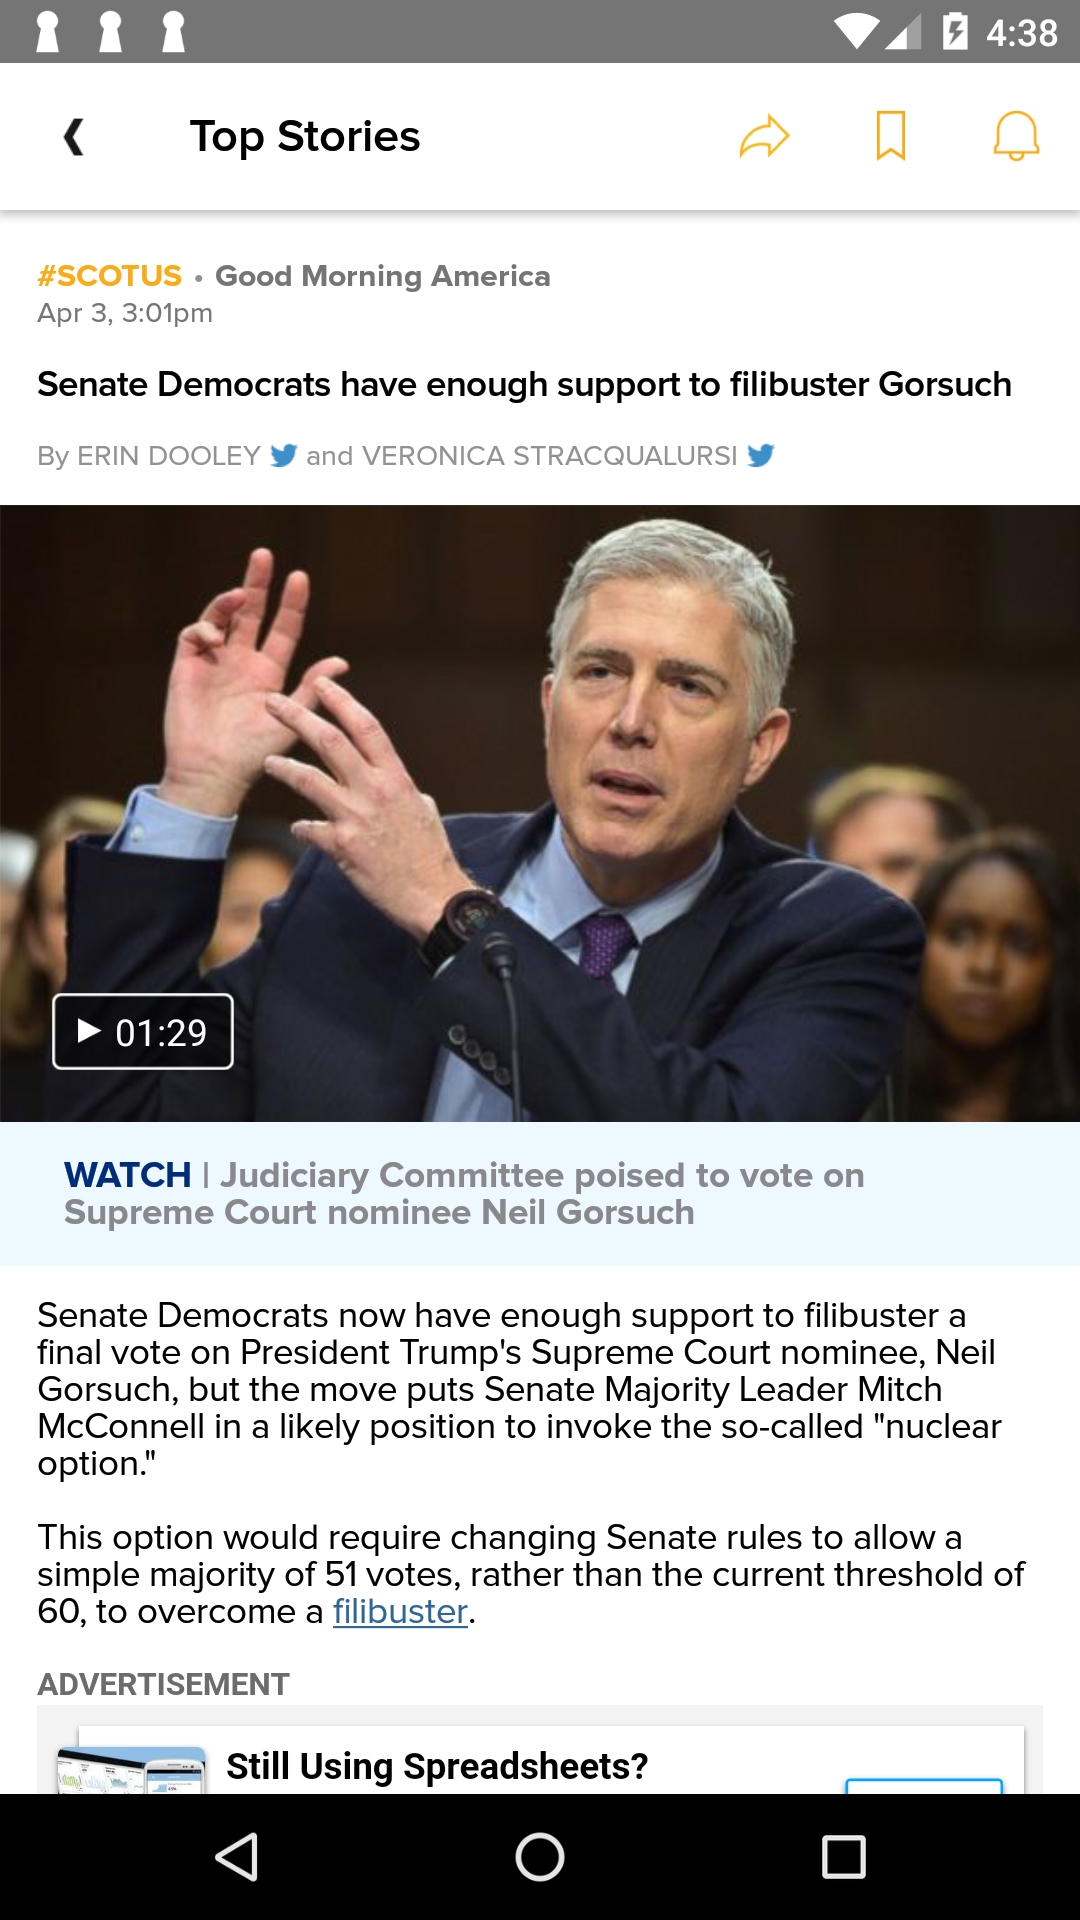 4:38
Top Stories
#SCOTUS • Good Morning America
Apr 3, 3:01pm
Senate Democrats have enough support to filibuster Gorsuch
By ERIN DOOLEY and VERONICA STRACQUALURSI
01:29
WATCH | Judiciary Committee poised to vote on
Supreme Court nominee Neil Gorsuch
Senate Democrats now have enough support to filibuster a
final vote on President Trump's Supreme Court nominee, Neil
Gorsuch, but the move puts Senate Majority Leader Mitch
McConnell in a likely position to invoke the so-called "nuclear
option."
This option would require changing Senate rules to allow a
simple majority of 51 votes, rather than the current threshold of
60, to overcome a filibuster.
ADVERTISEMENT
Still Using Spreadsheets?